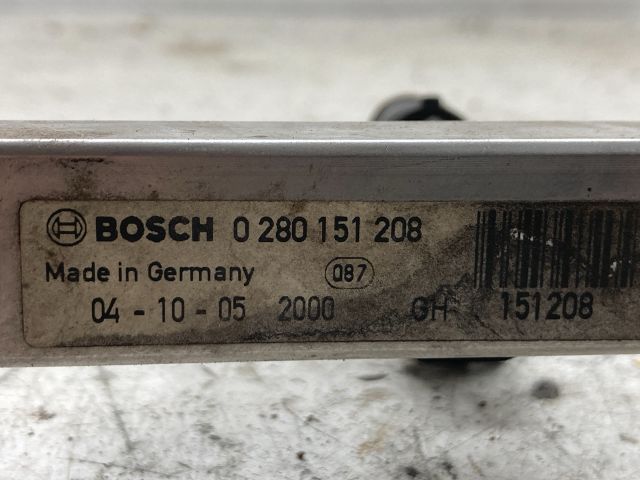 BOSCH 0 280 151 208
Made in Germany 087
04 - 10 - 05 2000 GH 151208